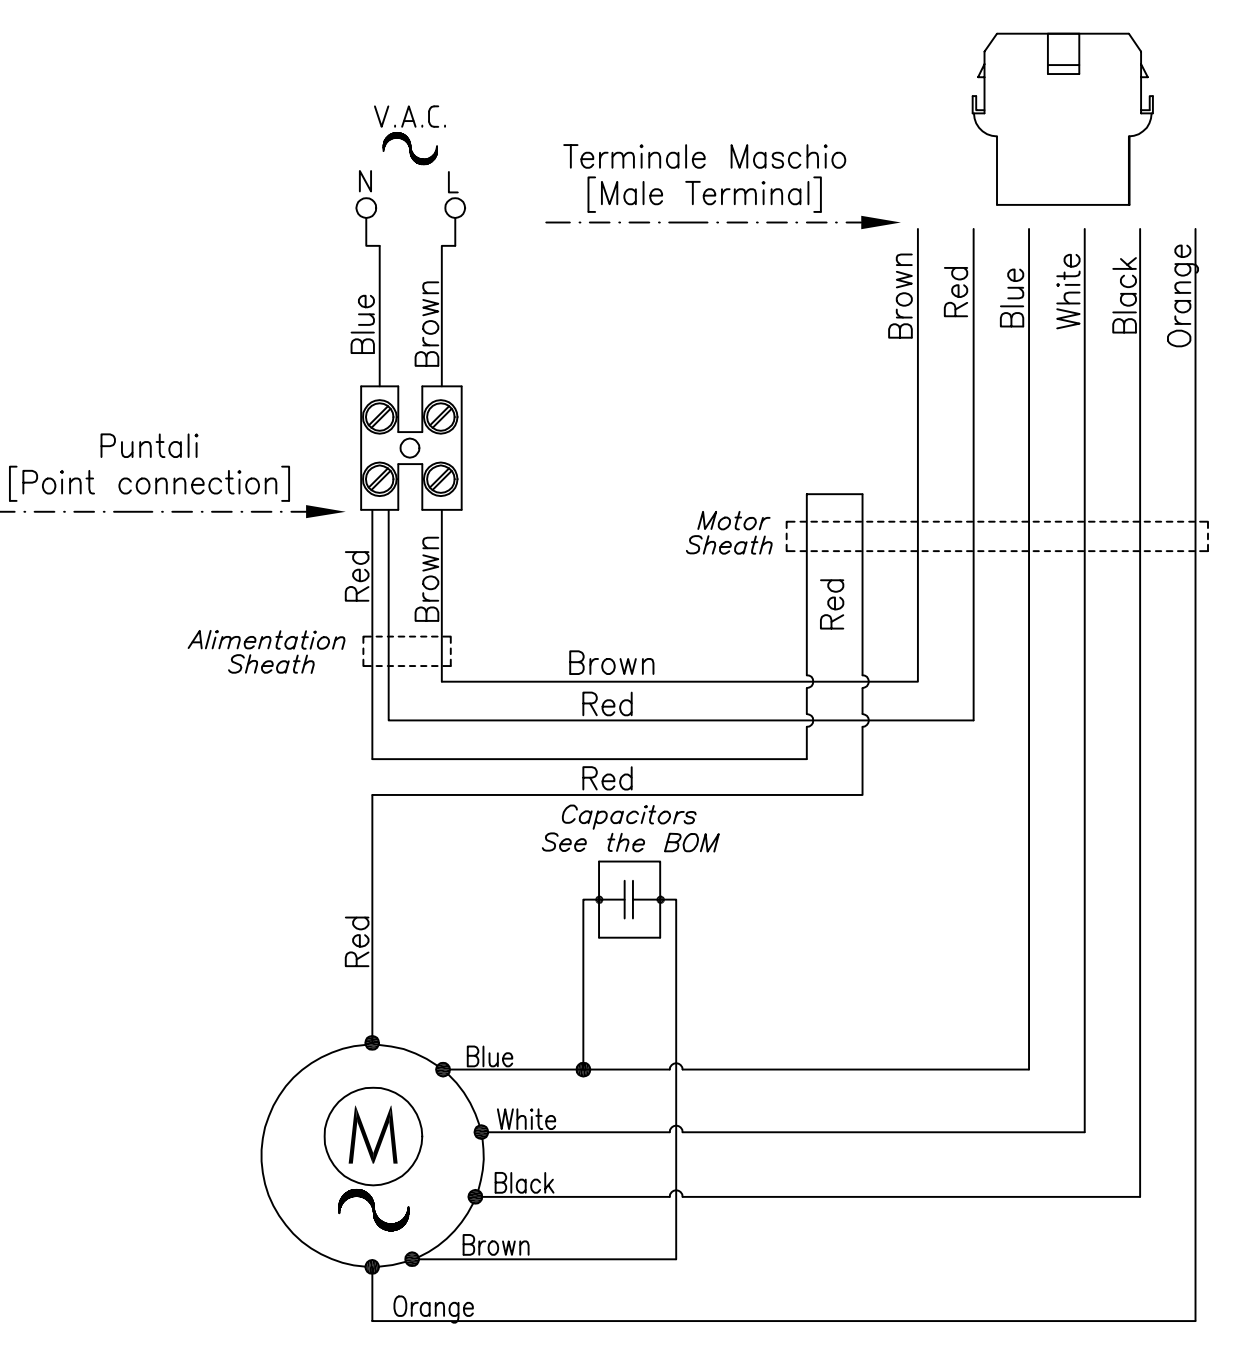 V.A.C.
N
L
Terminale Maschio
[Male Terminal]
Blue
Brown
Brown
Red
Blue
White
Black
Orange
Puntali
[Point connection]
Motor
Sheath
Red
Brown
Red
Alimentation
Sheath
Brown
Red
Red
Capacitors
See the BOM
Red
Blue
White
M
Black
Brown
Orange